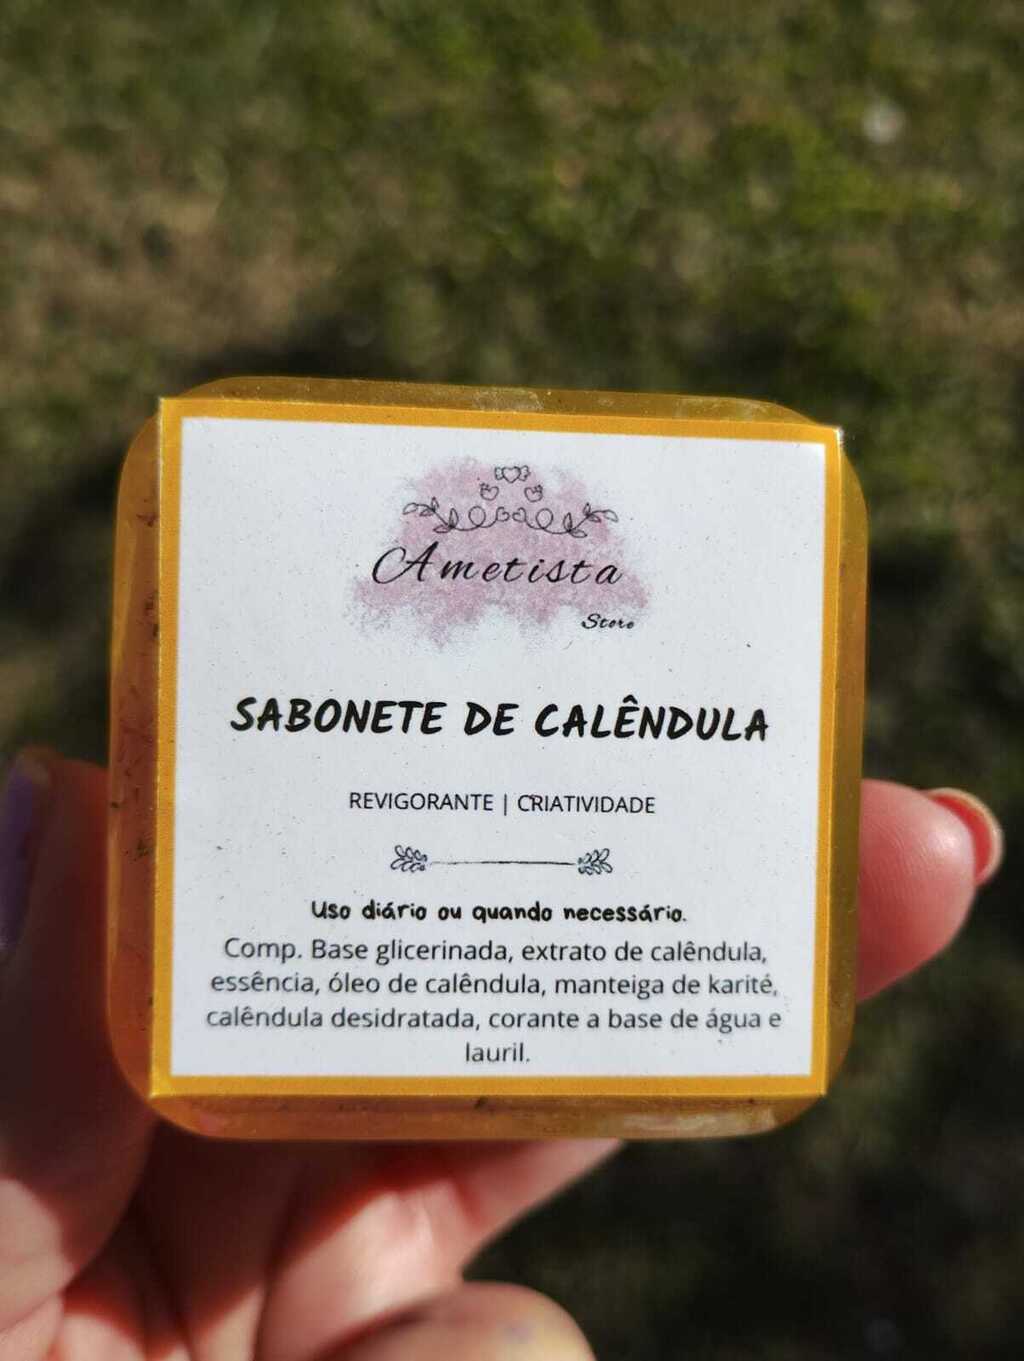 Ametista
Store
SABONETE DE CALÊNDULA
REVIGORANTE | CRIATIVIDADE
Uso diário ou quando necessário.
Comp. Base glicerinada, extrato de calêndula,
essência, óleo de calêndula, manteiga de karité,
calêndula desidratada, corante a base de água e
lauril.